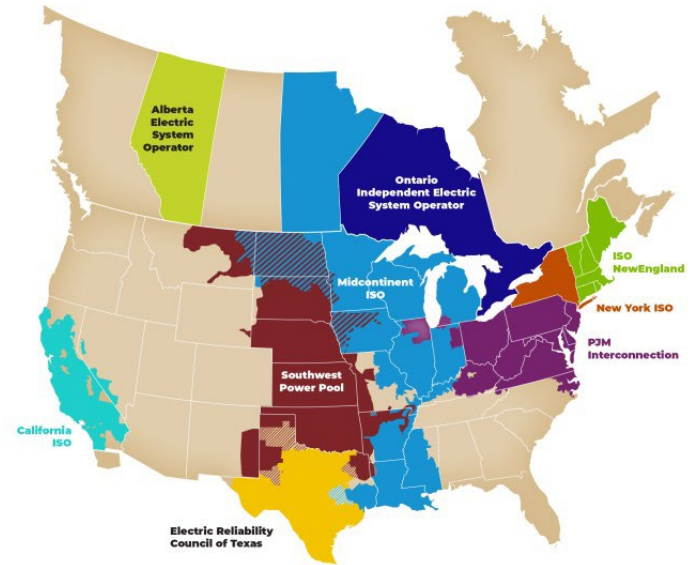 Alberta
Electric
System
Operator
Ontario
Independent Electric
System Operator
ISO
NewEngland
Midcontinent
ISO
New York ISO
PJM
Interconnection
Southwest
Power Pool
California
ISO
Electric Reliability
Council of Texas